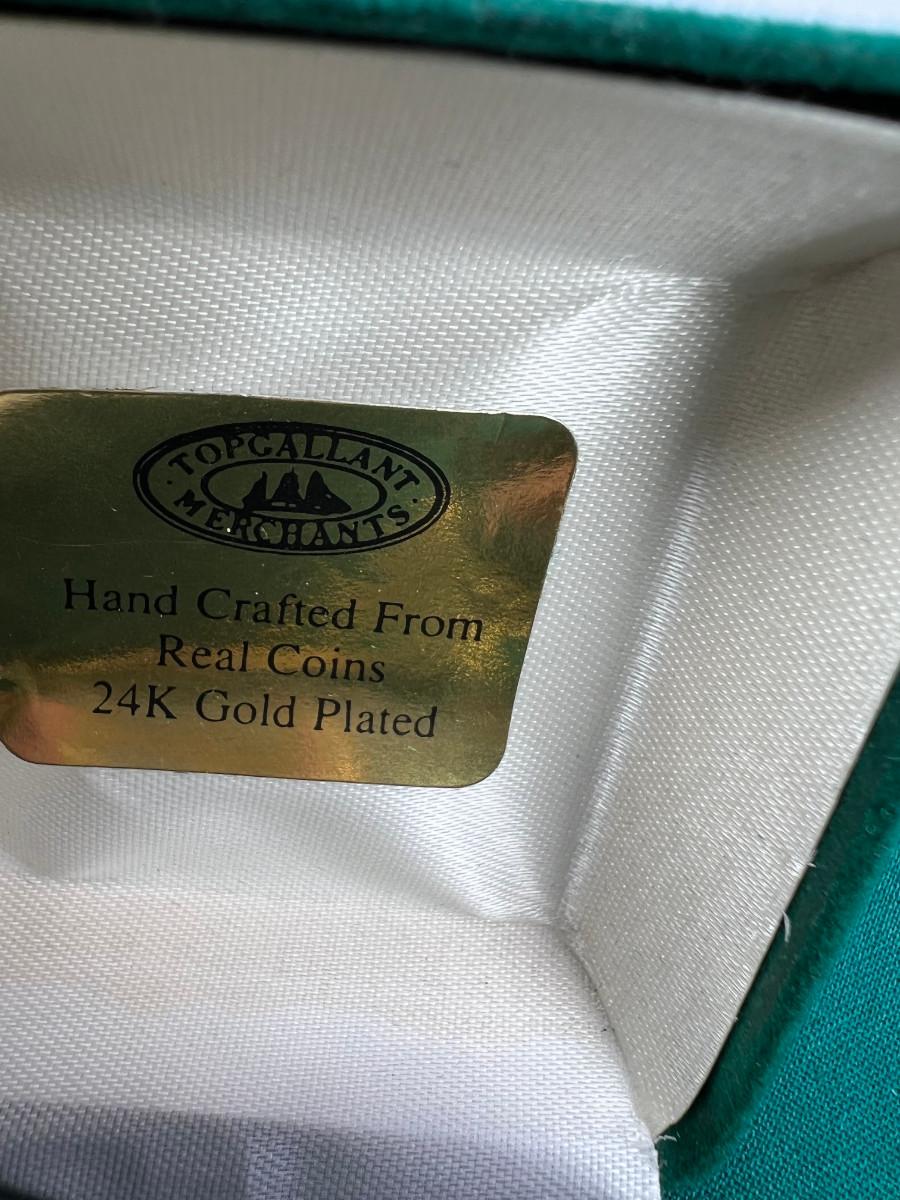 TOPGALLANT
MERCHANTS
Hand Crafted From
Real Coins
24K Gold Plated